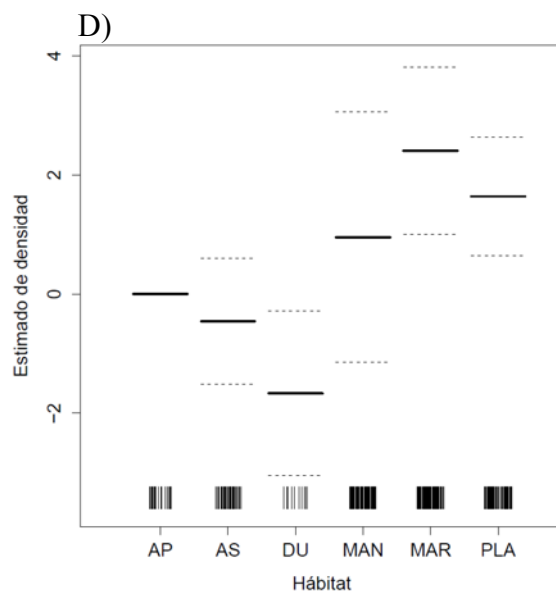 D)
4
2
0
−2
Estimado de densidad
AP AS DU MAN MAR PLA
Hábitat